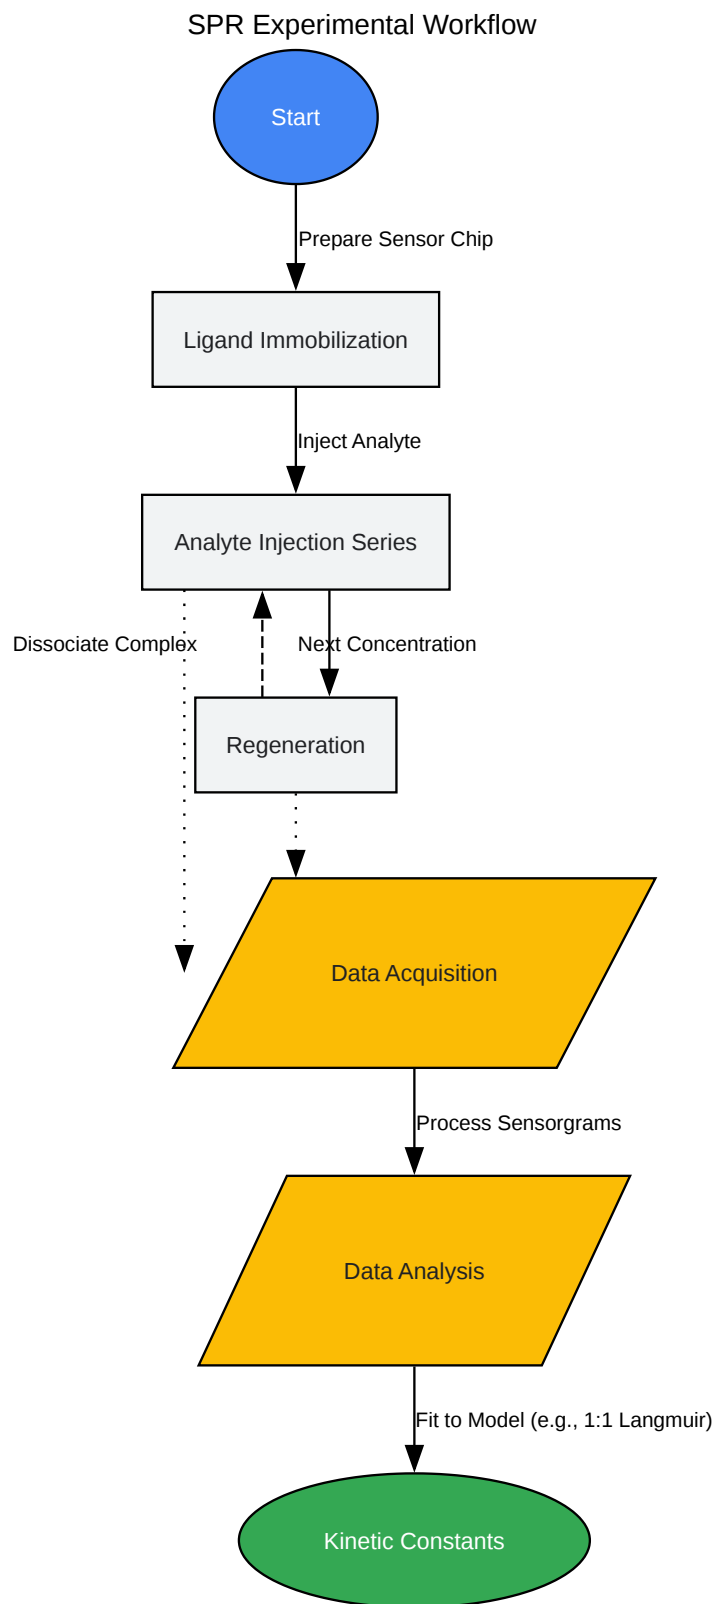 SPR Experimental Workflow
Start
Prepare Sensor Chip
Ligand Immobilization
Inject Analyte
Analyte Injection Series
Dissociate Complex
Next Concentration
Regeneration
Data Acquisition
Process Sensorgrams
Data Analysis
Fit to Model (e.g., 1:1 Langmuir)
Kinetic Constants